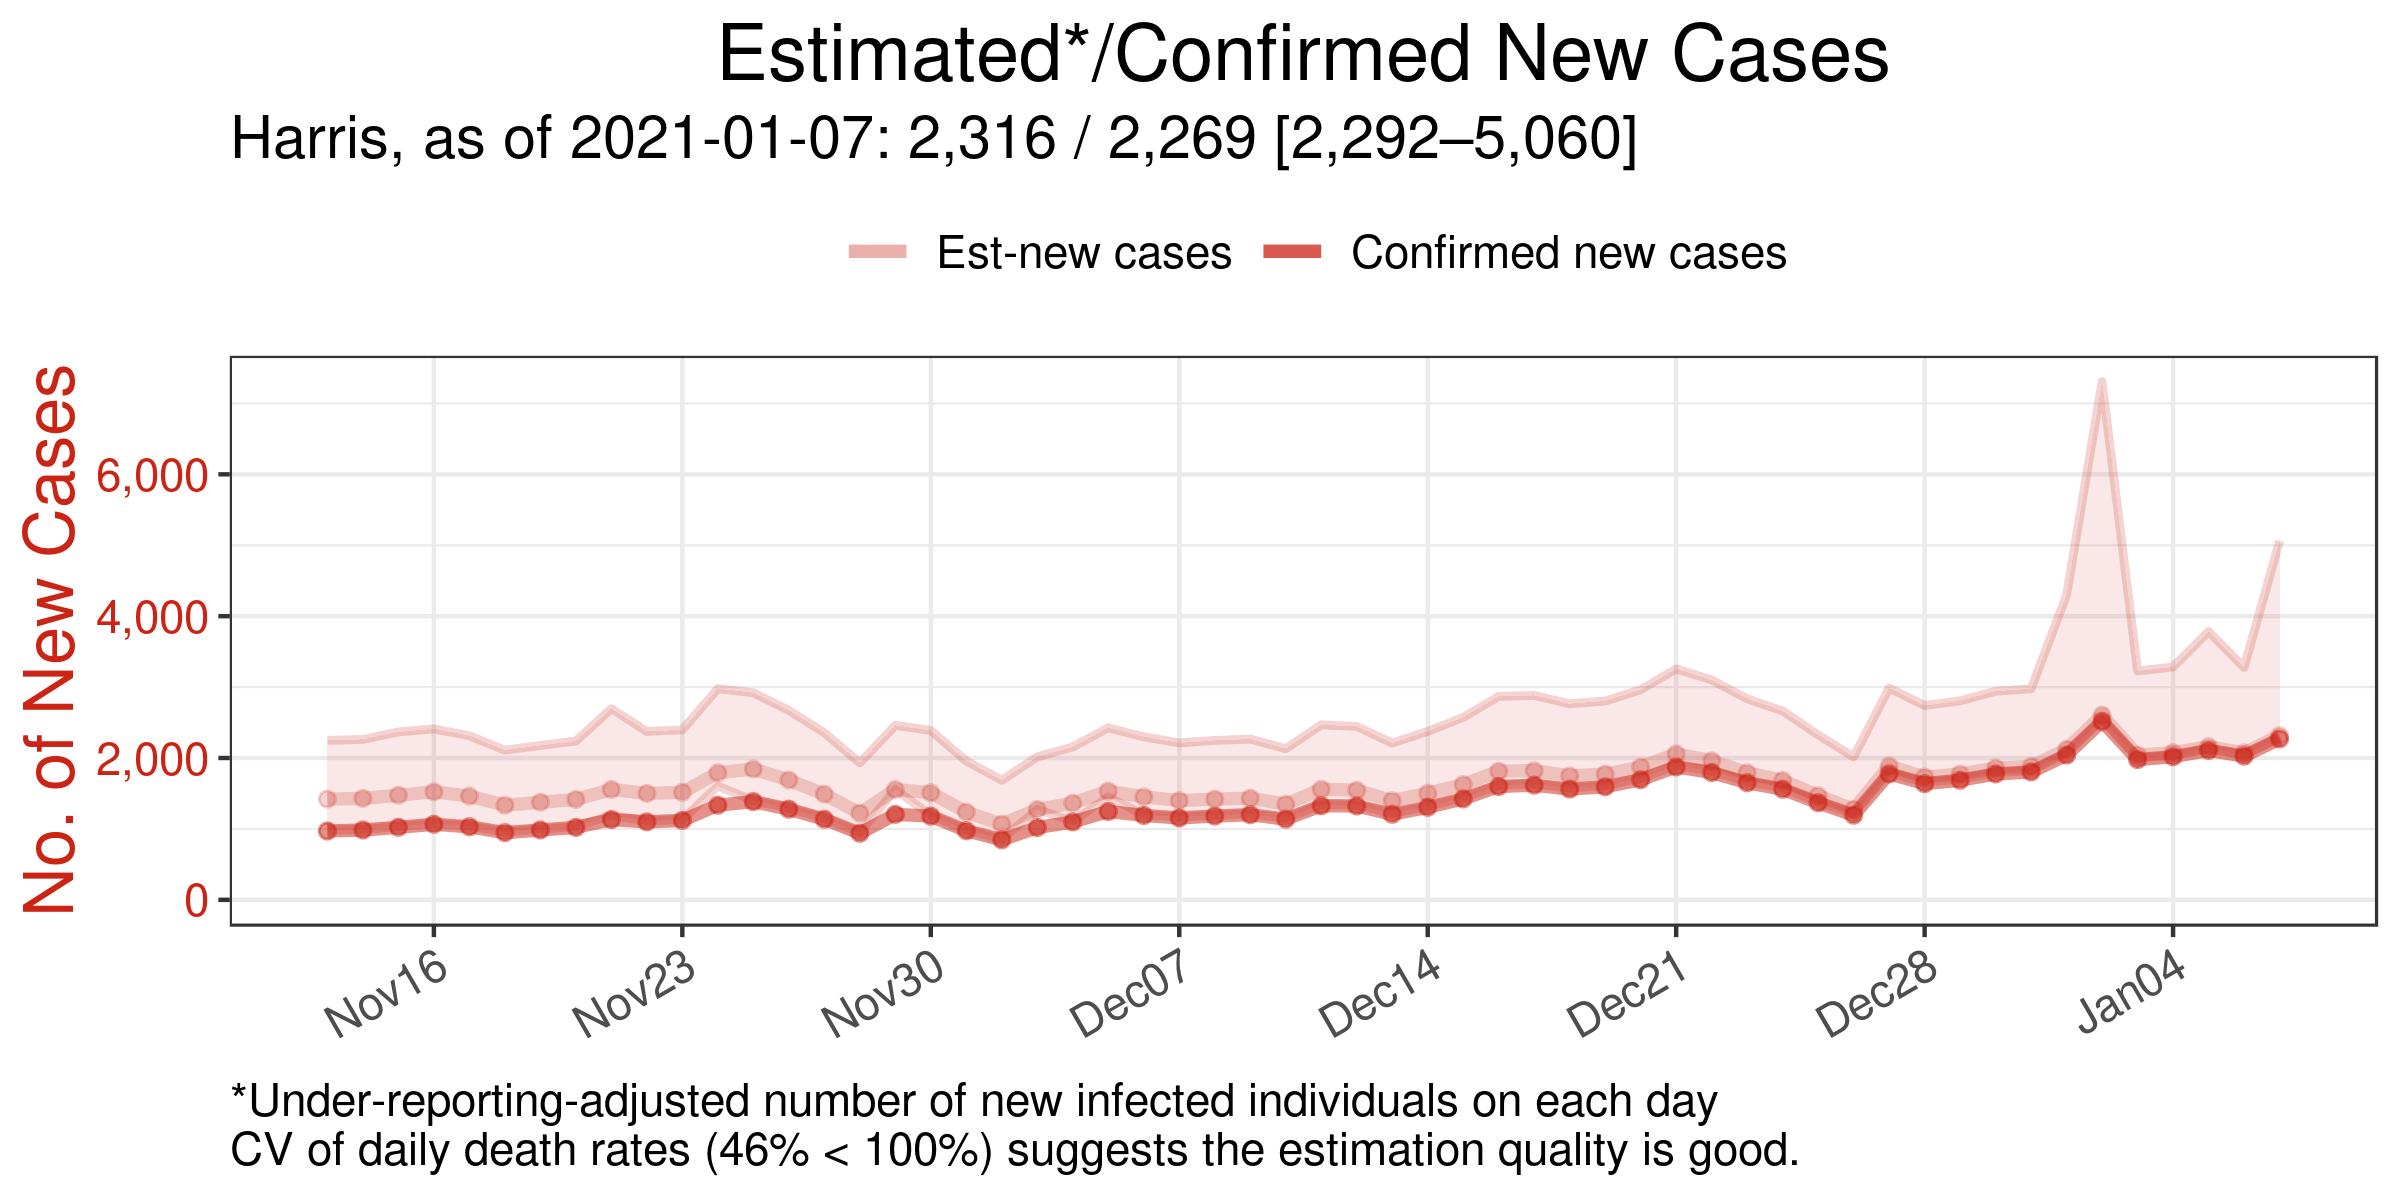 Estimated*/Confirmed New Cases
Harris, as of 2021-01-07: 2,316 / 2,269 [2,292–5,060]
Est-new cases Confirmed new cases
No. of New Cases
6,000
4,000
2,000
0
Nov16 Nov23 Nov30 Dec07 Dec14 Dec21 Dec28 Jan04
*Under-reporting-adjusted number of new infected individuals on each day
CV of daily death rates (46% < 100%) suggests the estimation quality is good.